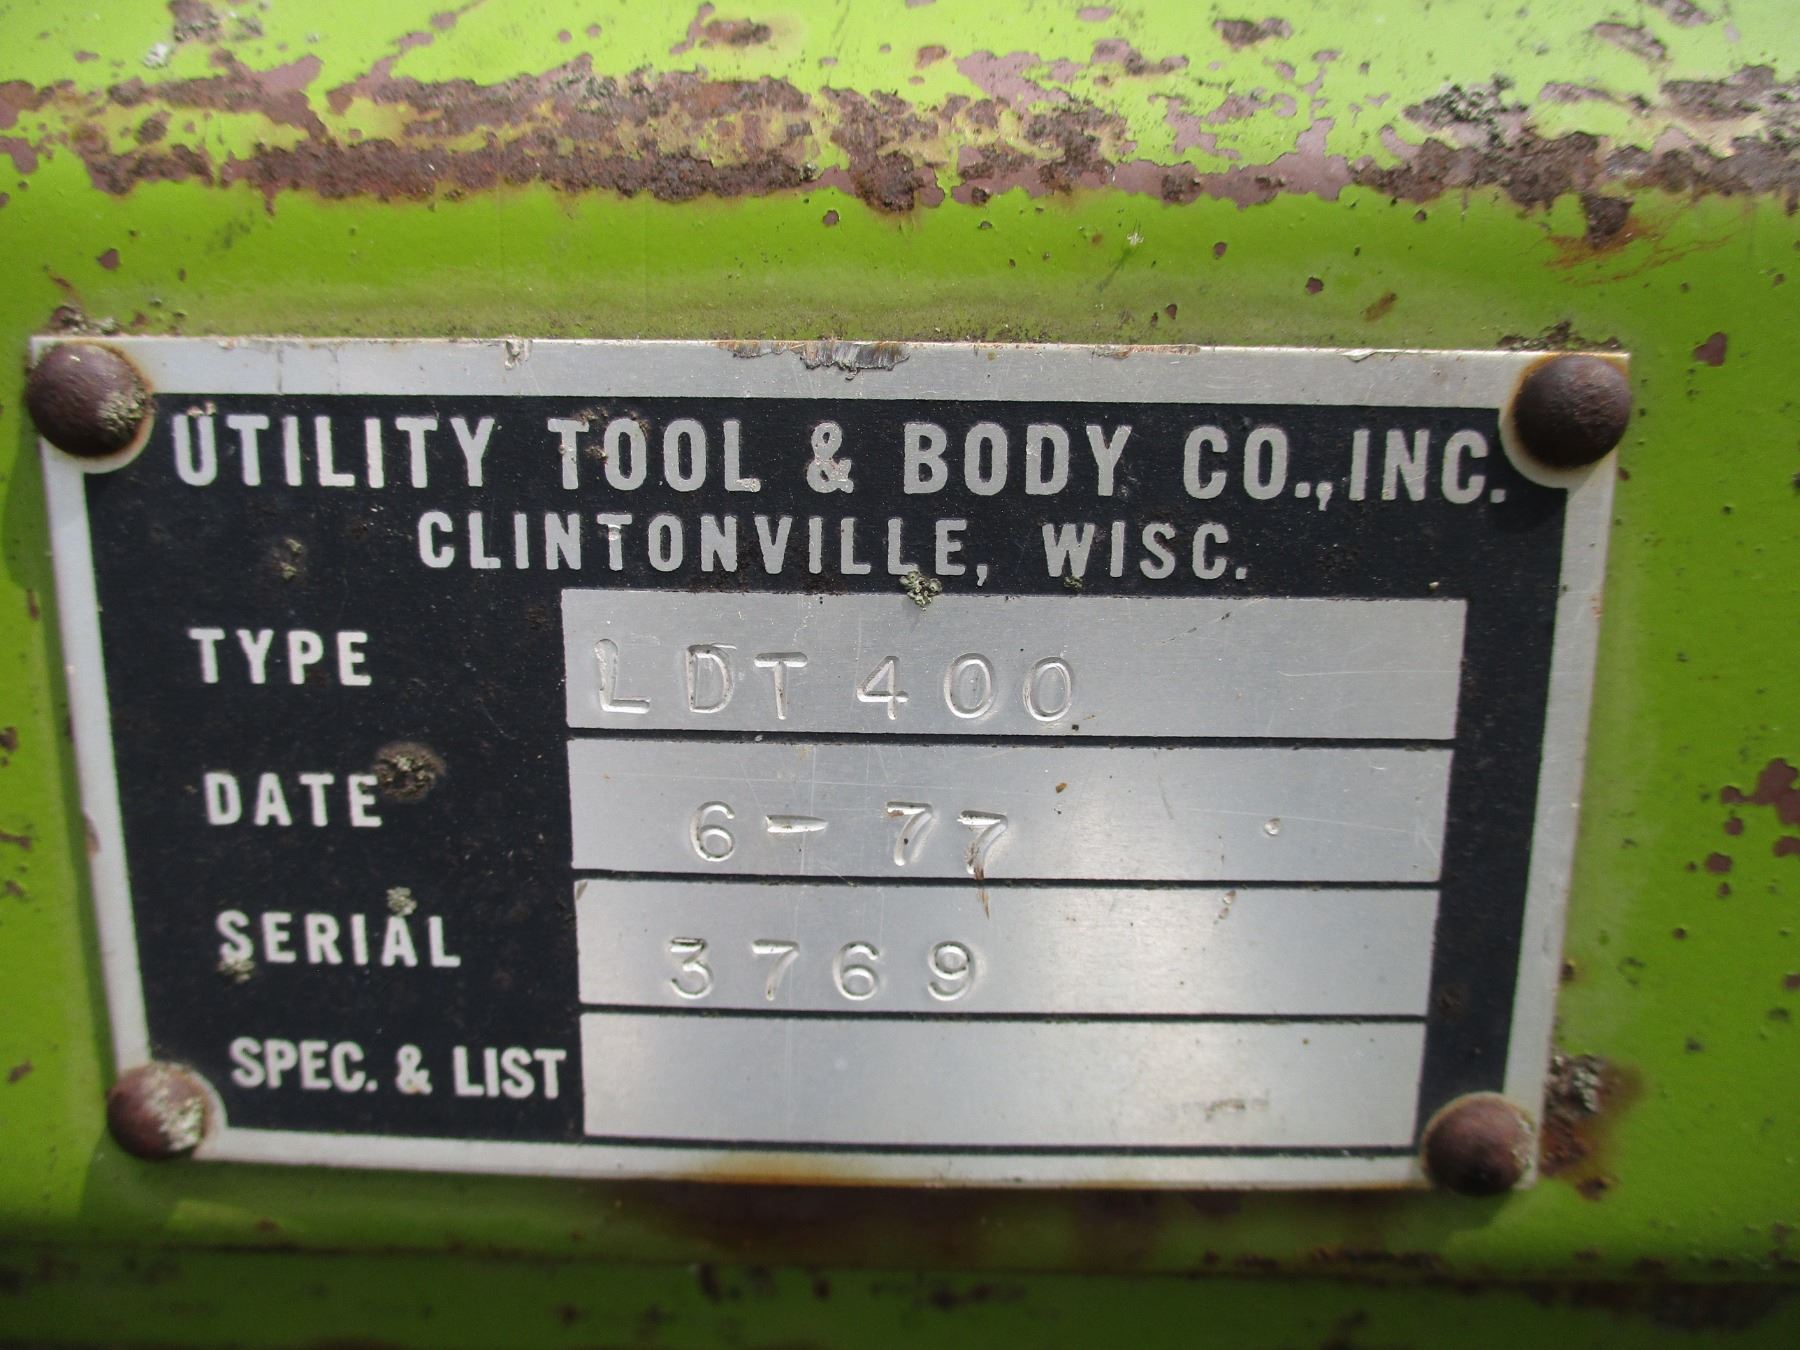 UTILITY TOOL & BODY CO., INC.
CLINTONVILLE, WISC.
TYPE LDT 400
DATE 6-77
SERIAL 3769
SPEC. & LIST